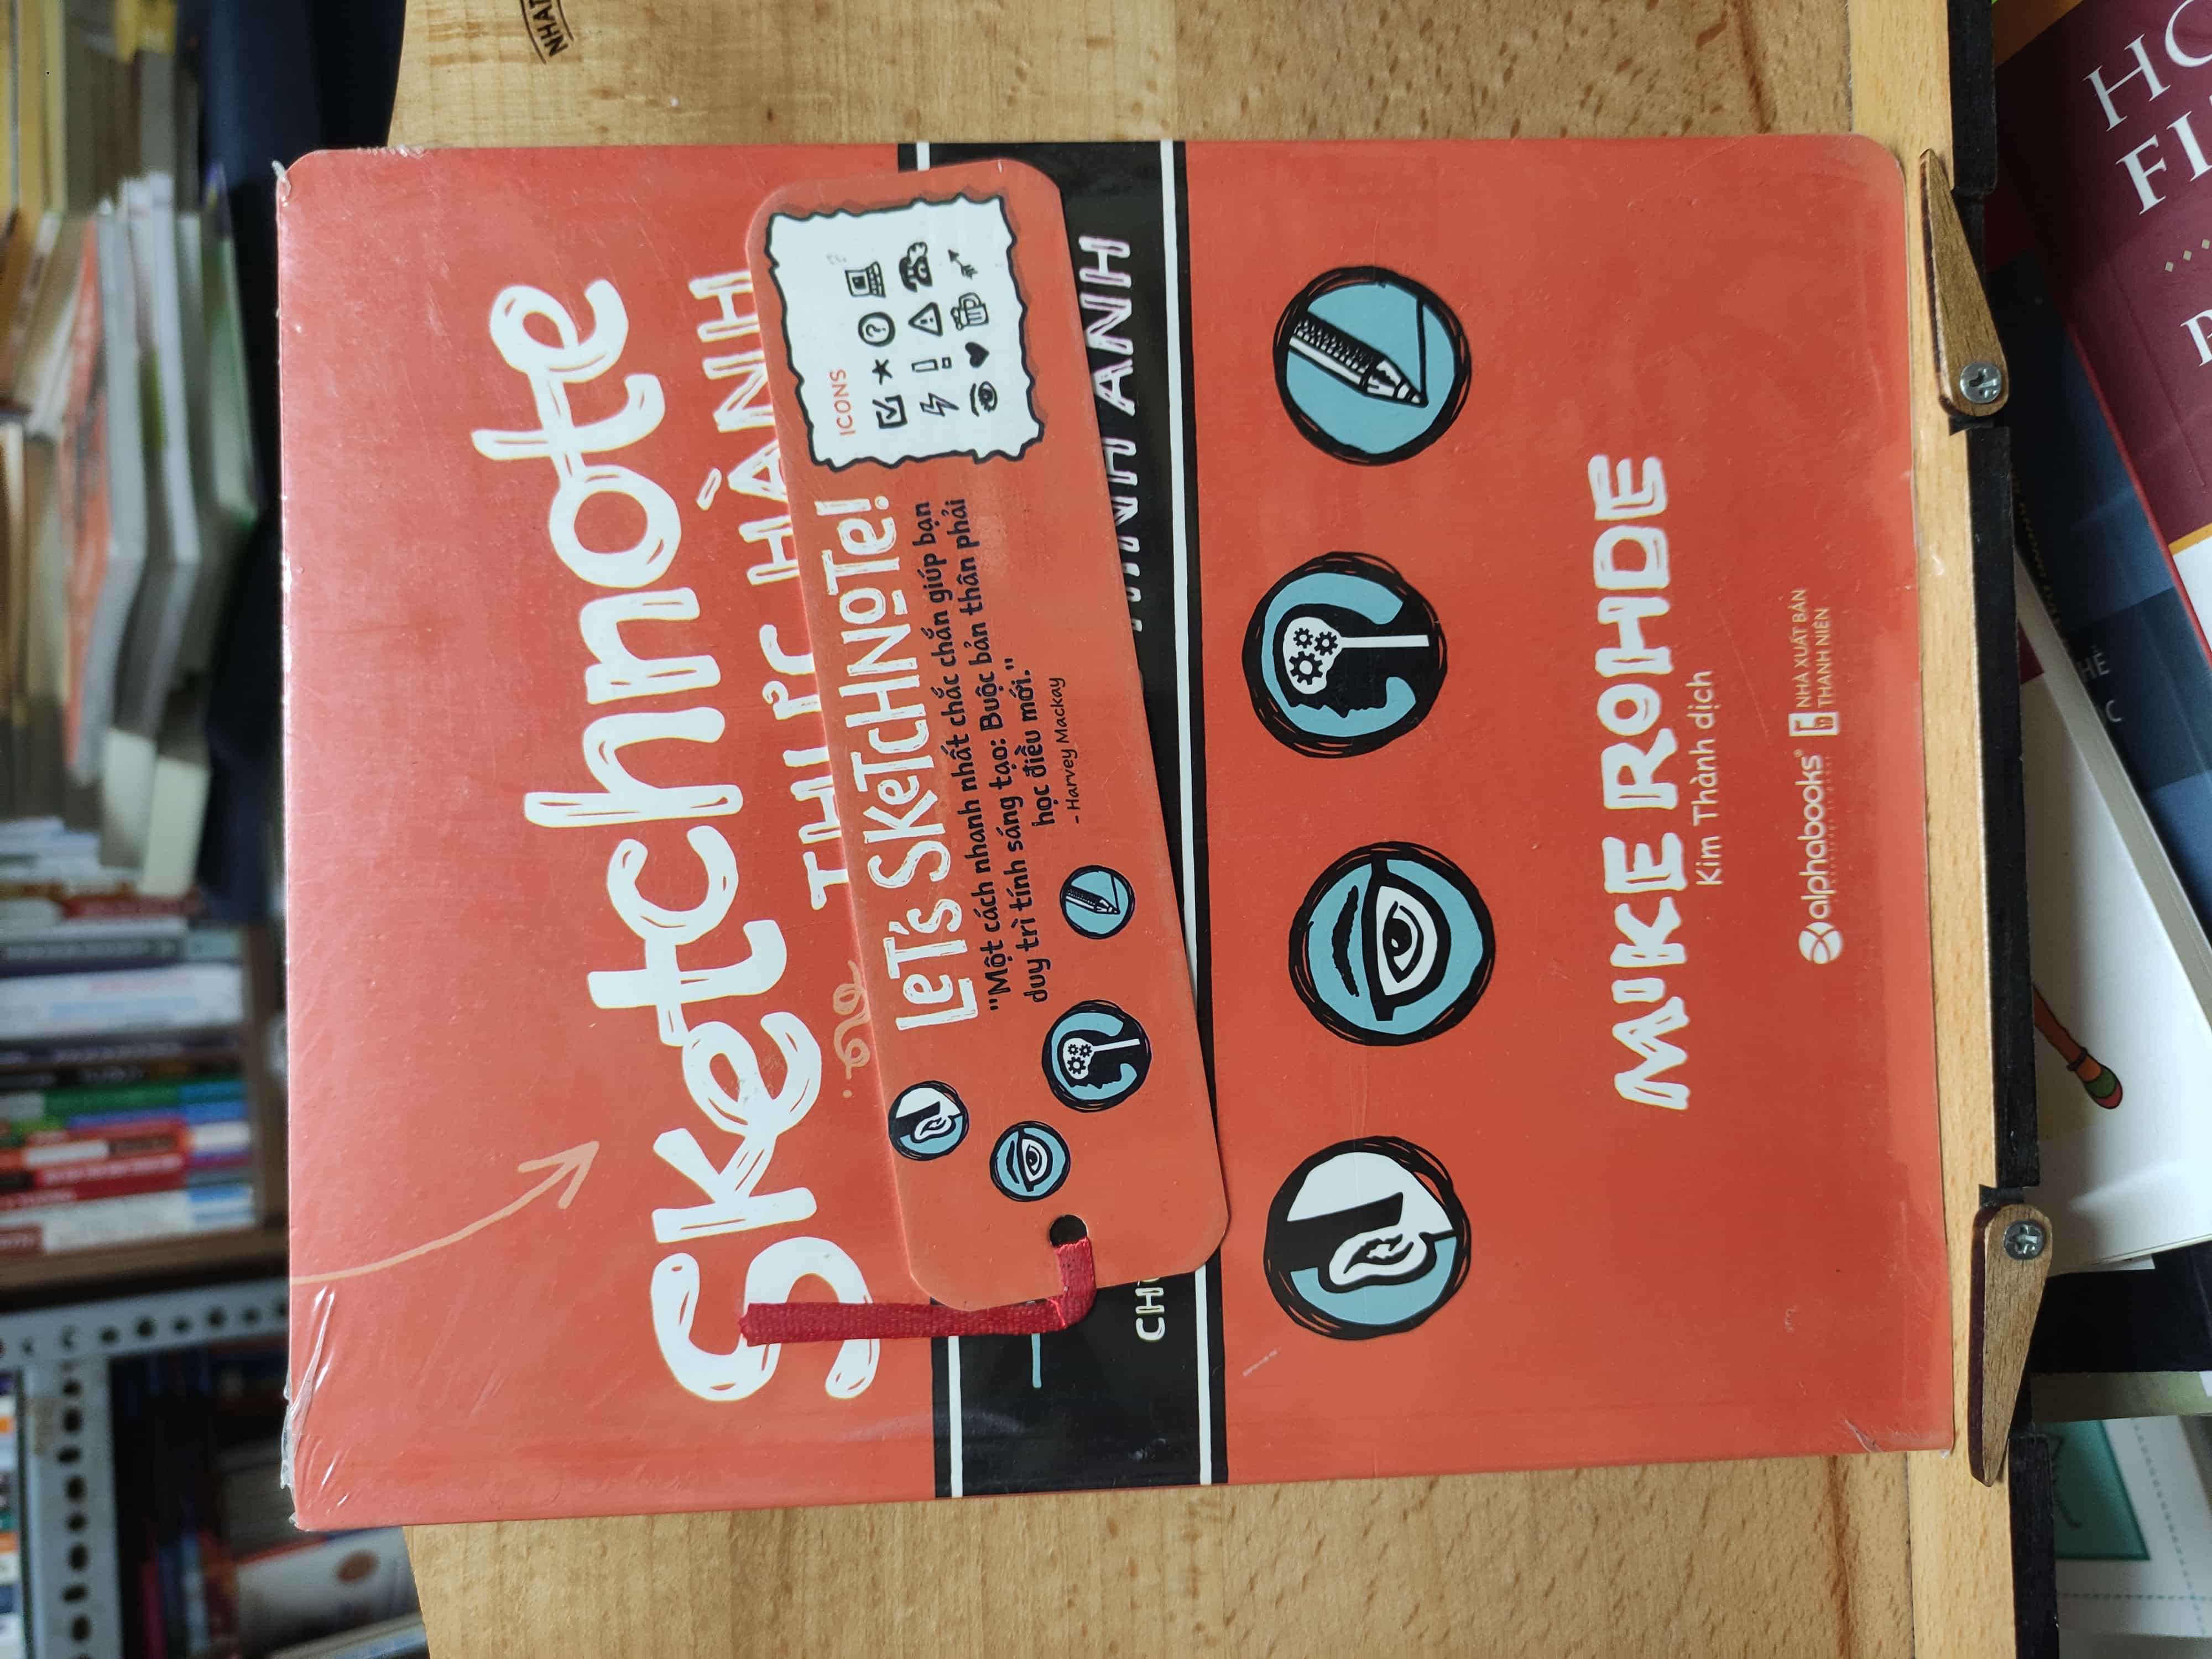 Sketchnote
THỰC HÀNH
ICONS
LET'S SKETCHNOTE!
"Một cách nhanh nhất chắc chắn giúp bạn
duy trì tính sáng tạo: Buộc bản thân phải
học điều mới."
- Harvey Mackay
ANH
MIKE ROHDE
Kim Thành dịch
alphabooks®
NHÀ XUẤT BẢN
THANH NIÊN